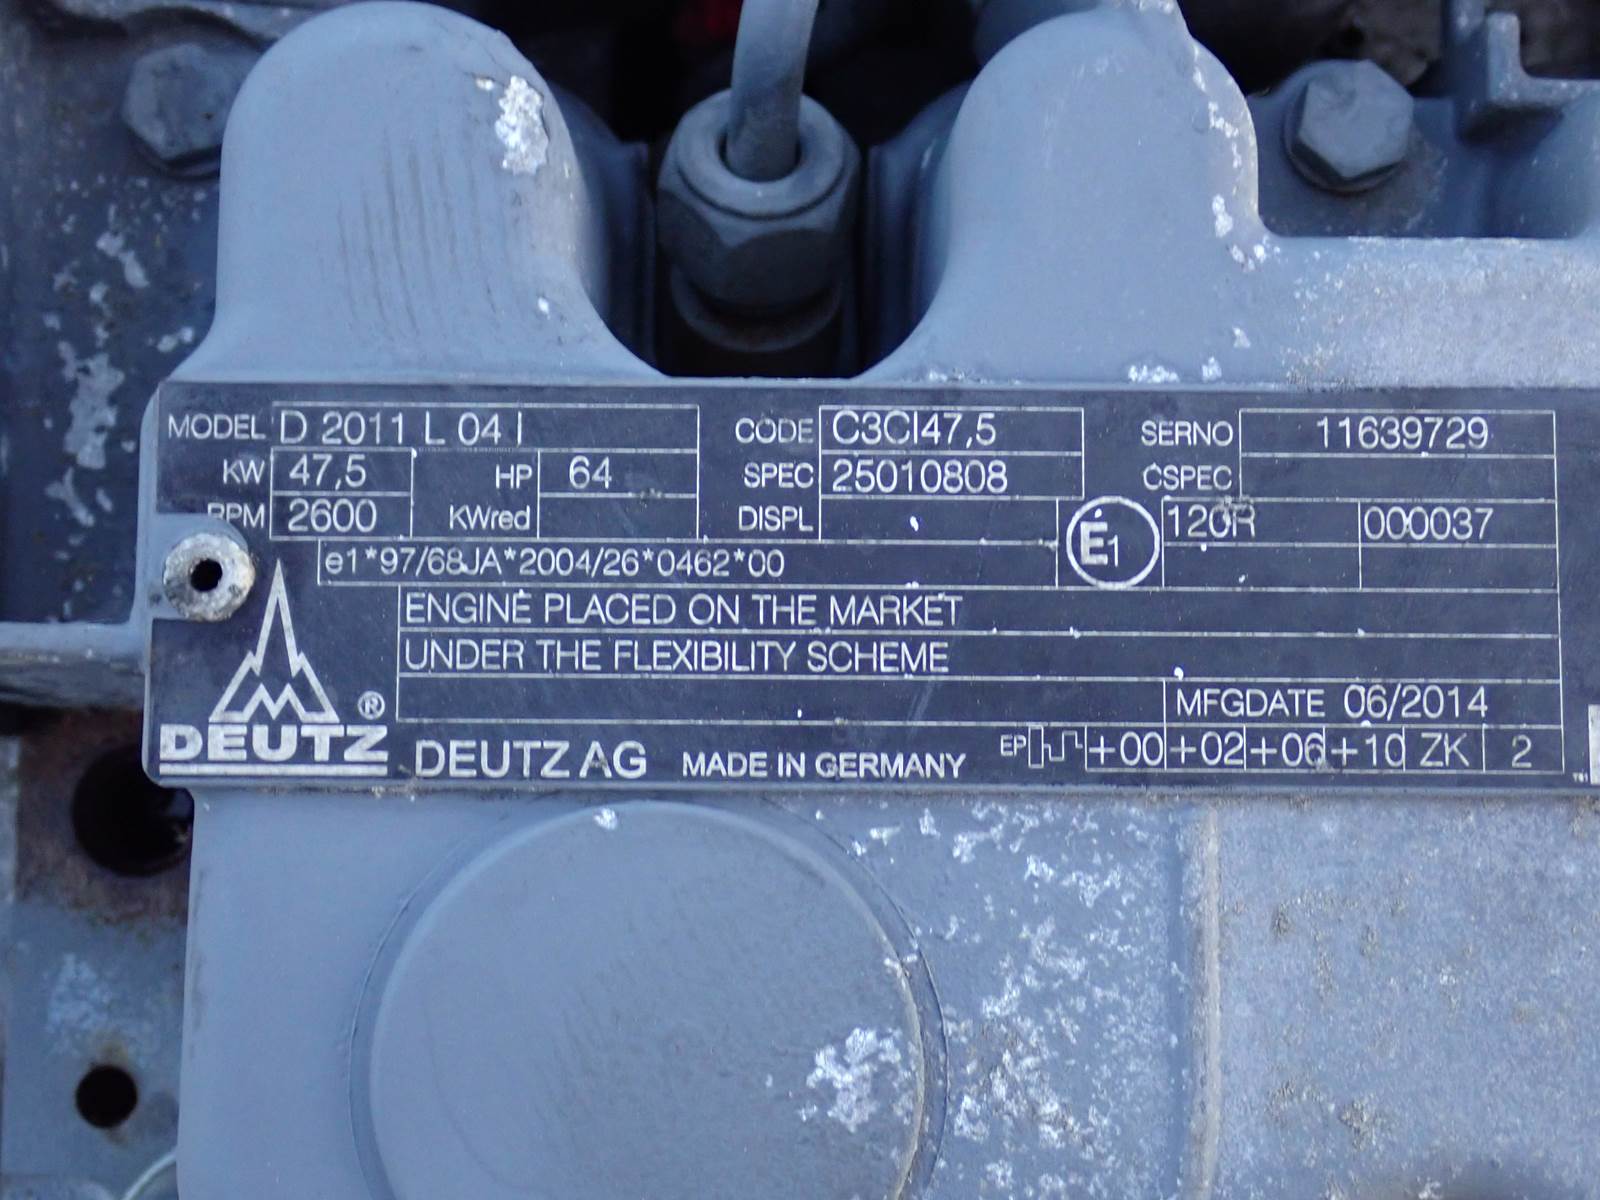 MODEL D 2011 L 04 I CODE C3CI47,5 SERNO 11639729
KW 47,5 HP 64 SPEC 25010808 CSPEC
RPM 2600 KWred DISPL E1 120R 000037
e1*97/68JA*2004/26*0462*00
ENGINE PLACED ON THE MARKET
UNDER THE FLEXIBILITY SCHEME
MFGDATE 06/2014
DEUTZ ® DEUTZ AG MADE IN GERMANY EP +00 +02 +06 +10 ZK 2